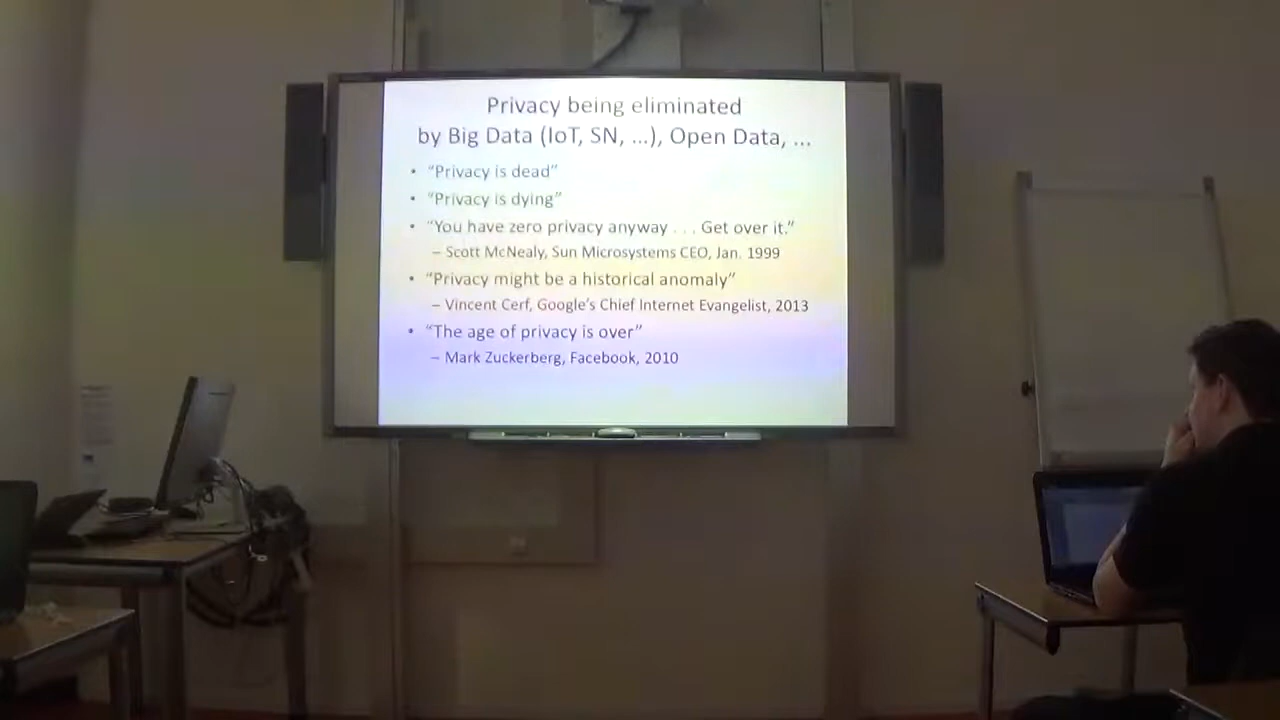 Privacy being eliminated
by Big Data (IoT, SN, ...), Open Data, ...
• “Privacy is dead”
• “Privacy is dying”
• “You have zero privacy anyway . . . Get over it.”
– Scott McNealy, Sun Microsystems CEO, Jan. 1999
• “Privacy might be a historical anomaly”
– Vincent Cerf, Google’s Chief Internet Evangelist, 2013
• “The age of privacy is over”
– Mark Zuckerberg, Facebook, 2010